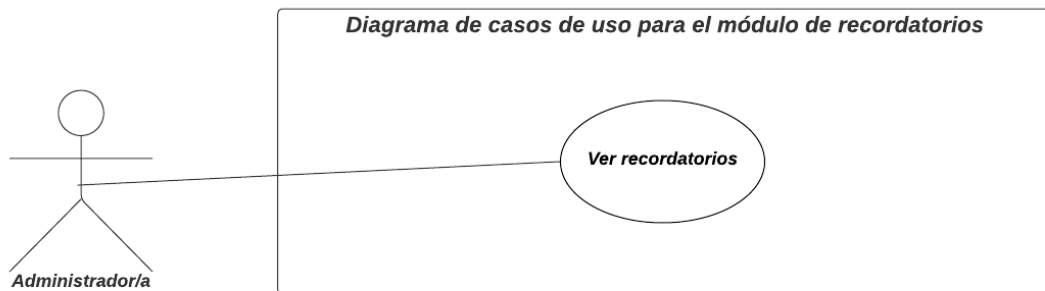 Diagrama de casos de uso para el módulo de recordatorios
Ver recordatorios
Administrador/a